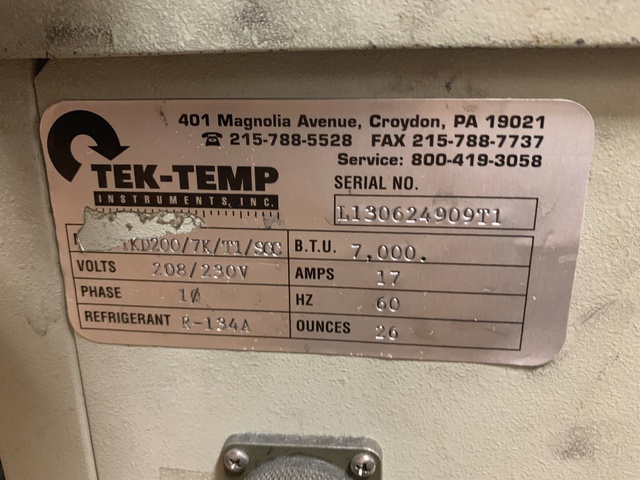 401 Magnolia Avenue, Croydon, PA 19021
☎ 215-788-5528 FAX 215-788-7737
Service: 800-419-3058
TEK-TEMP
INSTRUMENTS, INC.
SERIAL NO.
L130624909T1
TKD200/7K/T1/SCC
B.T.U. 7,000.
VOLTS 208/230V
AMPS 17
PHASE 1Ø
HZ 60
REFRIGERANT R-134A
OUNCES 26